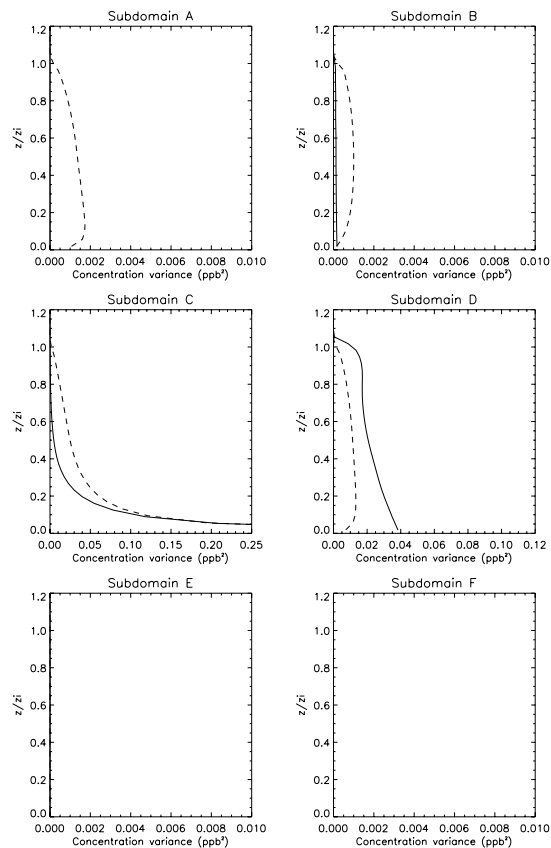 Subdomain A
1.2
1.0
0.8
0.6
0.4
0.2
0.0
z/zi
0.000 0.002 0.004 0.006 0.008 0.010
Concentration variance (ppb²)
Subdomain B
1.2
1.0
0.8
0.6
0.4
0.2
0.0
z/zi
0.000 0.002 0.004 0.006 0.008 0.010
Concentration variance (ppb²)
Subdomain C
1.2
1.0
0.8
0.6
0.4
0.2
0.0
z/zi
0.00 0.05 0.10 0.15 0.20 0.25
Concentration variance (ppb²)
Subdomain D
1.2
1.0
0.8
0.6
0.4
0.2
0.0
z/zi
0.00 0.02 0.04 0.06 0.08 0.10 0.12
Concentration variance (ppb²)
Subdomain E
1.2
1.0
0.8
0.6
0.4
0.2
0.0
z/zi
0.000 0.002 0.004 0.006 0.008 0.010
Concentration variance (ppb²)
Subdomain F
1.2
1.0
0.8
0.6
0.4
0.2
0.0
z/zi
0.000 0.002 0.004 0.006 0.008 0.010
Concentration variance (ppb²)